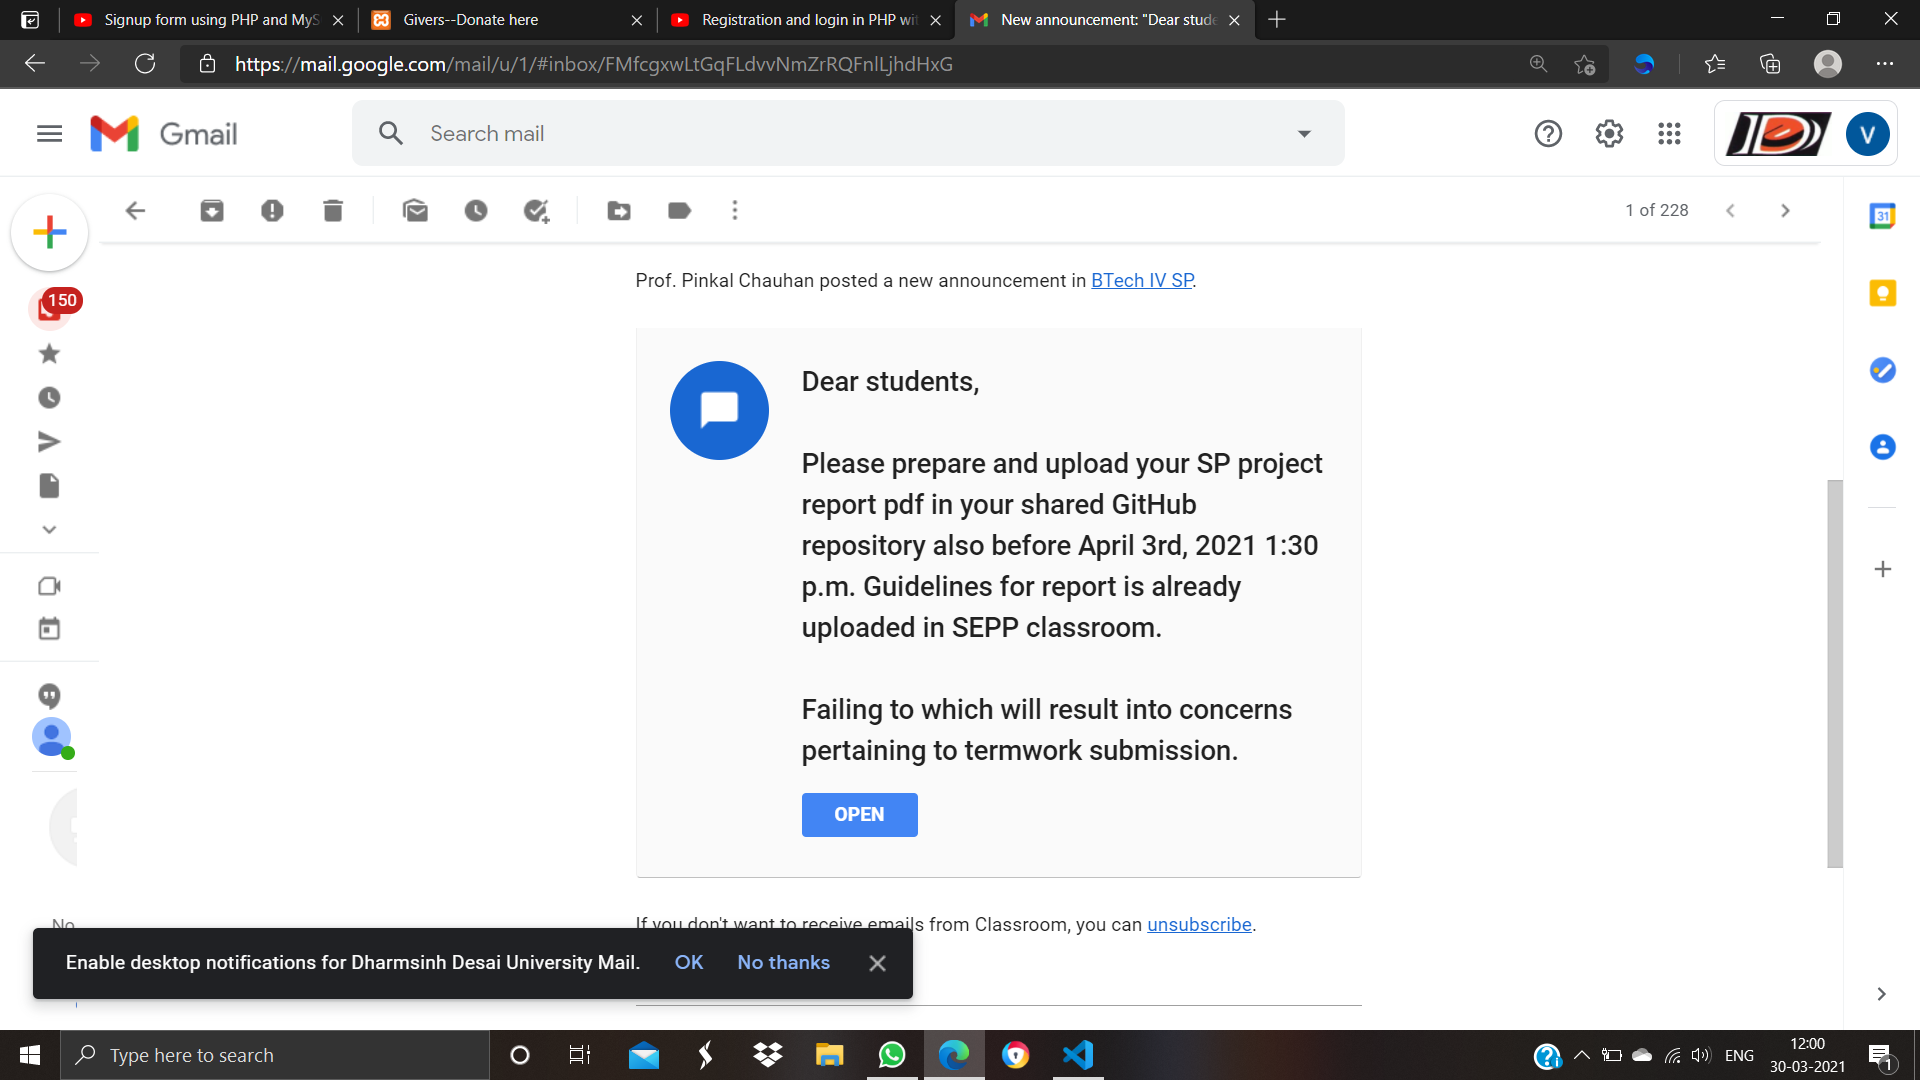 Signup form using PHP and MyS
Givers--Donate here
Registration and login in PHP wit
New announcement: "Dear stude
https://mail.google.com/mail/u/1/#inbox/FMfcgxwLtGqFLdvvNmZrRQFnlLjhdHxG
Gmail
Search mail
V
1 of 228
31
150
Prof. Pinkal Chauhan posted a new announcement in BTech IV SP.
Dear students,
Please prepare and upload your SP project
report pdf in your shared GitHub
repository also before April 3rd, 2021 1:30
p.m. Guidelines for report is already
uploaded in SEPP classroom.
Failing to which will result into concerns
pertaining to termwork submission.
OPEN
If you don't want to receive emails from Classroom, you can unsubscribe.
No
Enable desktop notifications for Dharmsinh Desai University Mail. OK No thanks
Type here to search
ENG
12:00
30-03-2021
1